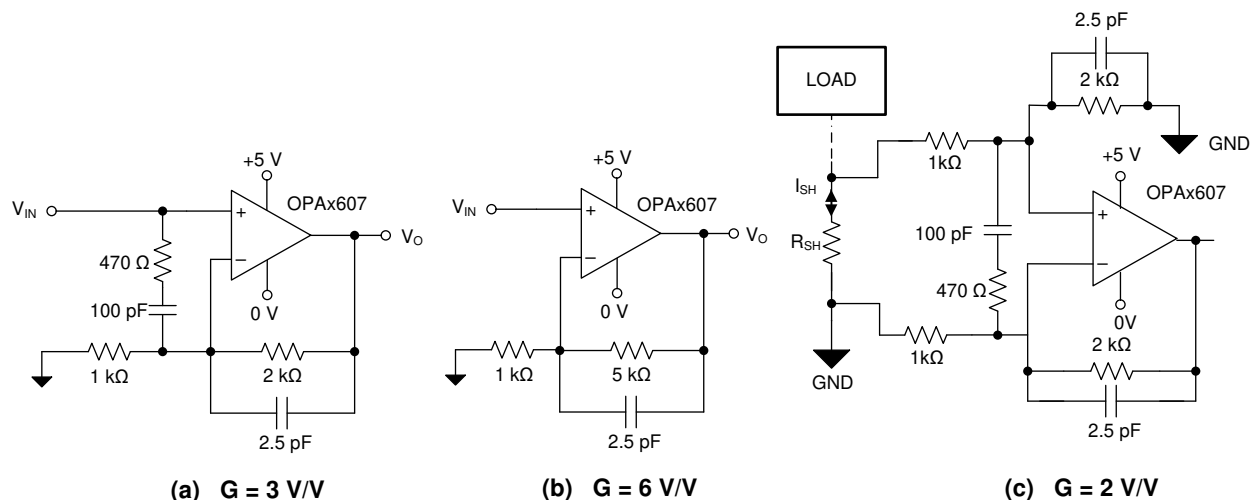 V_IN
+5 V
OPAx607
+
−
470 Ω
100 pF
0 V
V_O
1 kΩ
2 kΩ
2.5 pF
(a) G = 3 V/V
V_IN
+5 V
OPAx607
+
−
0 V
V_O
1 kΩ
5 kΩ
2.5 pF
(b) G = 6 V/V
LOAD
2.5 pF
2 kΩ
GND
1kΩ
I_SH
R_SH
+5 V
OPAx607
100 pF
+
−
470 Ω
0V
1kΩ
GND
2 kΩ
2.5 pF
(c) G = 2 V/V